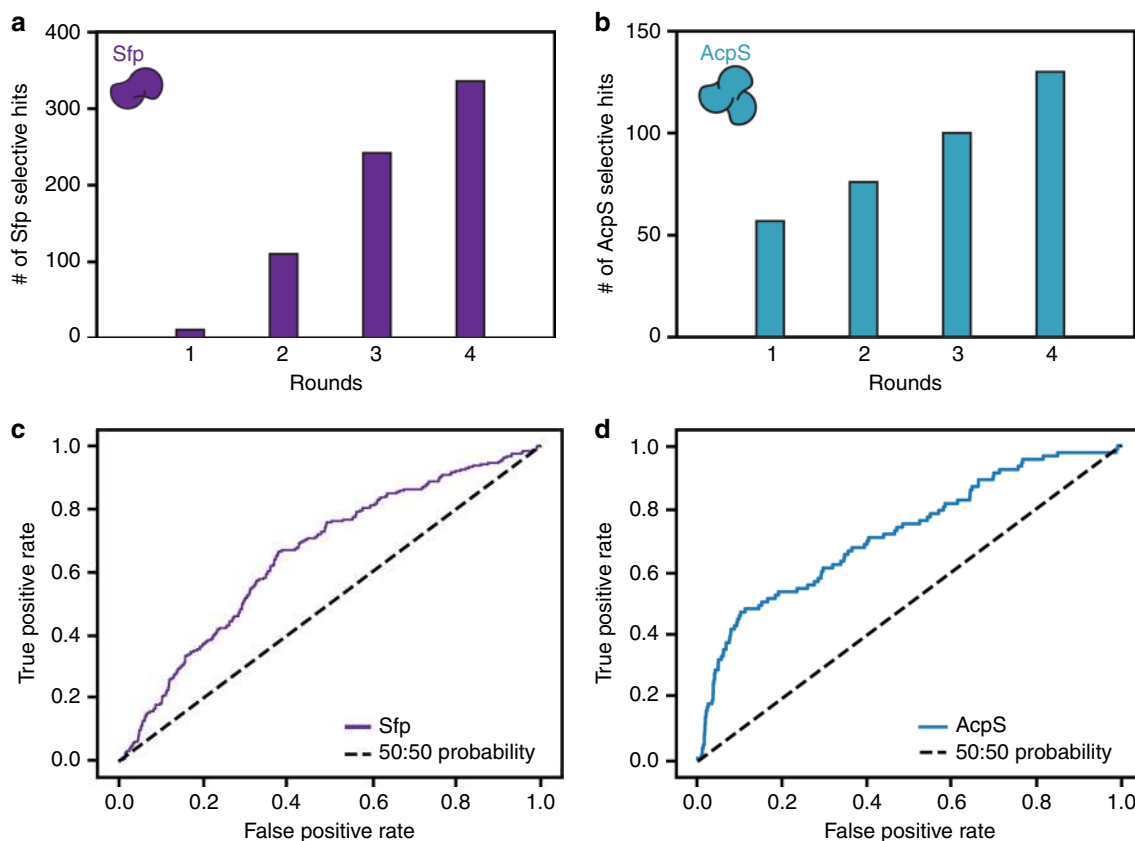 a
Sfp
# of Sfp selective hits
400
300
200
100
0
1 2 3 4
Rounds
b
AcpS
# of AcpS selective hits
150
100
50
0
1 2 3 4
Rounds
c
True positive rate
1.0
0.8
0.6
0.4
0.2
0.0
Sfp
50:50 probability
0.0 0.2 0.4 0.6 0.8 1.0
False positive rate
d
True positive rate
1.0
0.8
0.6
0.4
0.2
0.0
AcpS
50:50 probability
0.0 0.2 0.4 0.6 0.8 1.0
False positive rate